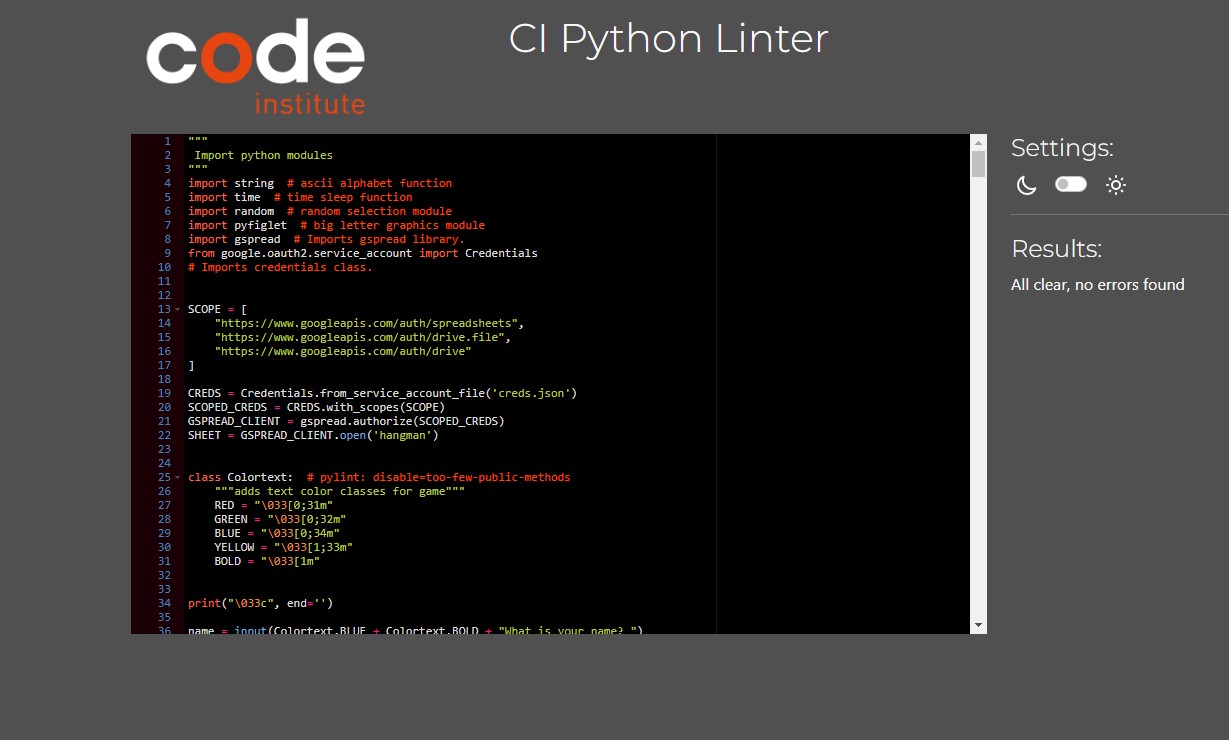 code
institute
CI Python Linter
1 """
2  Import python modules
3 """
4 import string  # ascii alphabet function
5 import time  # time sleep function
6 import random  # random selection module
7 import pyfiglet  # big letter graphics module
8 import gspread  # Imports gspread library.
9 from google.oauth2.service_account import Credentials
10 # Imports credentials class.
11
12
13 SCOPE = [
14     "https://www.googleapis.com/auth/spreadsheets",
15     "https://www.googleapis.com/auth/drive.file",
16     "https://www.googleapis.com/auth/drive"
17 ]
18
19 CREDS = Credentials.from_service_account_file('creds.json')
20 SCOPED_CREDS = CREDS.with_scopes(SCOPE)
21 GSPREAD_CLIENT = gspread.authorize(SCOPED_CREDS)
22 SHEET = GSPREAD_CLIENT.open('hangman')
23
24
25 class Colortext:  # pylint: disable=too-few-public-methods
26     """adds text color classes for game"""
27     RED = "\033[0;31m"
28     GREEN = "\033[0;32m"
29     BLUE = "\033[0;34m"
30     YELLOW = "\033[1;33m"
31     BOLD = "\033[1m"
32
33
34 print("\033c", end='')
35
36 name = input(Colortext.BLUE + Colortext.BOLD + "What is your name? ")
Settings:
Results:
All clear, no errors found